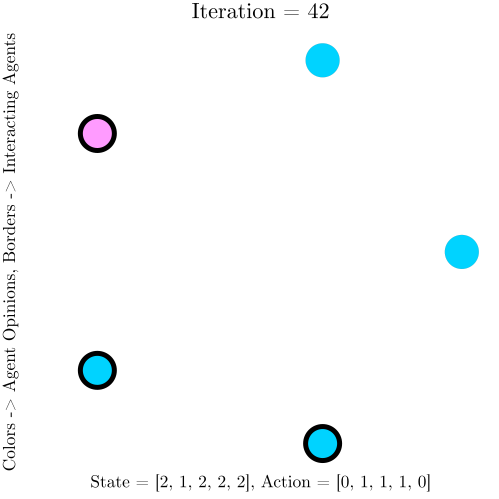 Iteration = 42
Colors -> Agent Opinions, Borders -> Interacting Agents
State = [2, 1, 2, 2, 2], Action = [0, 1, 1, 1, 0]